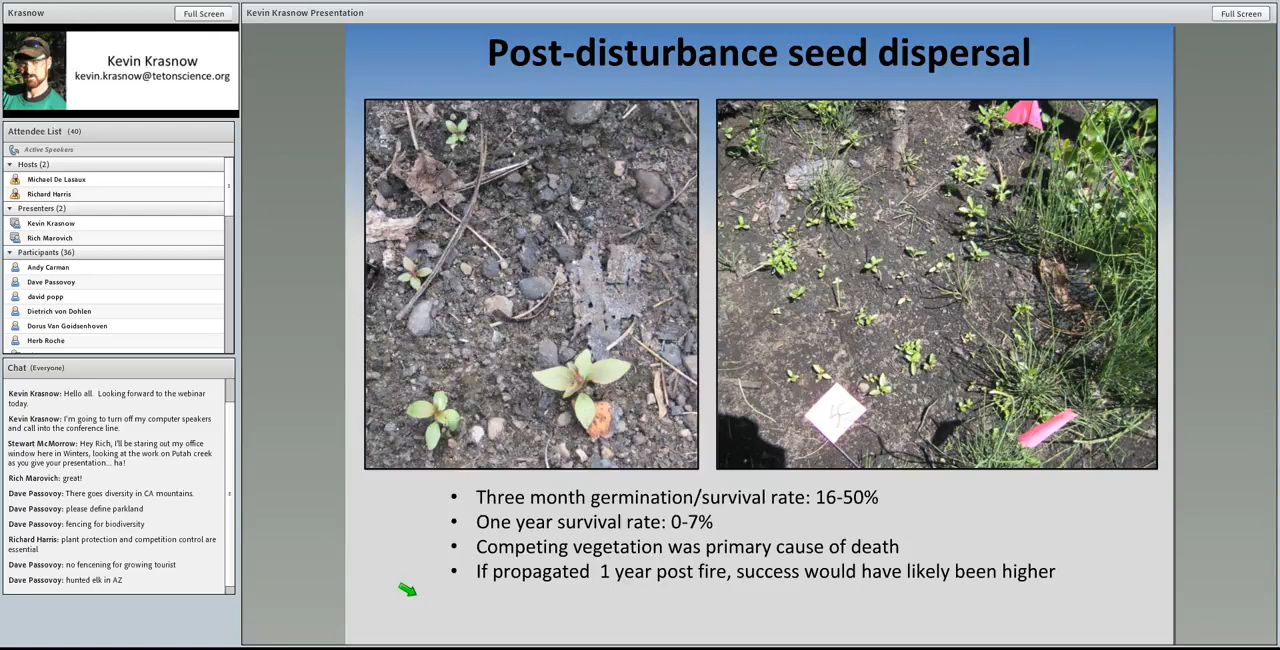 Krasnow
Full Screen
Kevin Krasnow
kevin.krasnow@tetonscience.org
Attendee List (40)
Active Speakers
Hosts (2)
Michael De Lasaux
Richard Harris
Presenters (2)
Kevin Krasnow
Rich Marovich
Participants (36)
Andy Carman
Dave Passovoy
david popp
Dietrich von Dohlen
Dorus Van Goidsenhoven
Herb Roche
Chat (Everyone)
Kevin Krasnow: Hello all. Looking forward to the webinar
today.
Kevin Krasnow: I'm going to turn off my computer speakers
and call into the conference line.
Stewart McMorrow: Hey Rich, I'll be staring out my office
window here in Winters, looking at the work on Putah creek
as you give your presentation... ha!
Rich Marovich: great!
Dave Passovoy: There goes diversity in CA mountains.
Dave Passovoy: please define parkland
Dave Passovoy: fencing for biodiversity
Richard Harris: plant protection and competition control are
essential
Dave Passovoy: no fencening for growing tourist
Dave Passovoy: hunted elk in AZ
Kevin Krasnow Presentation
Full Screen
Post-disturbance seed dispersal
4
• Three month germination/survival rate: 16-50%
• One year survival rate: 0-7%
• Competing vegetation was primary cause of death
• If propagated 1 year post fire, success would have likely been higher